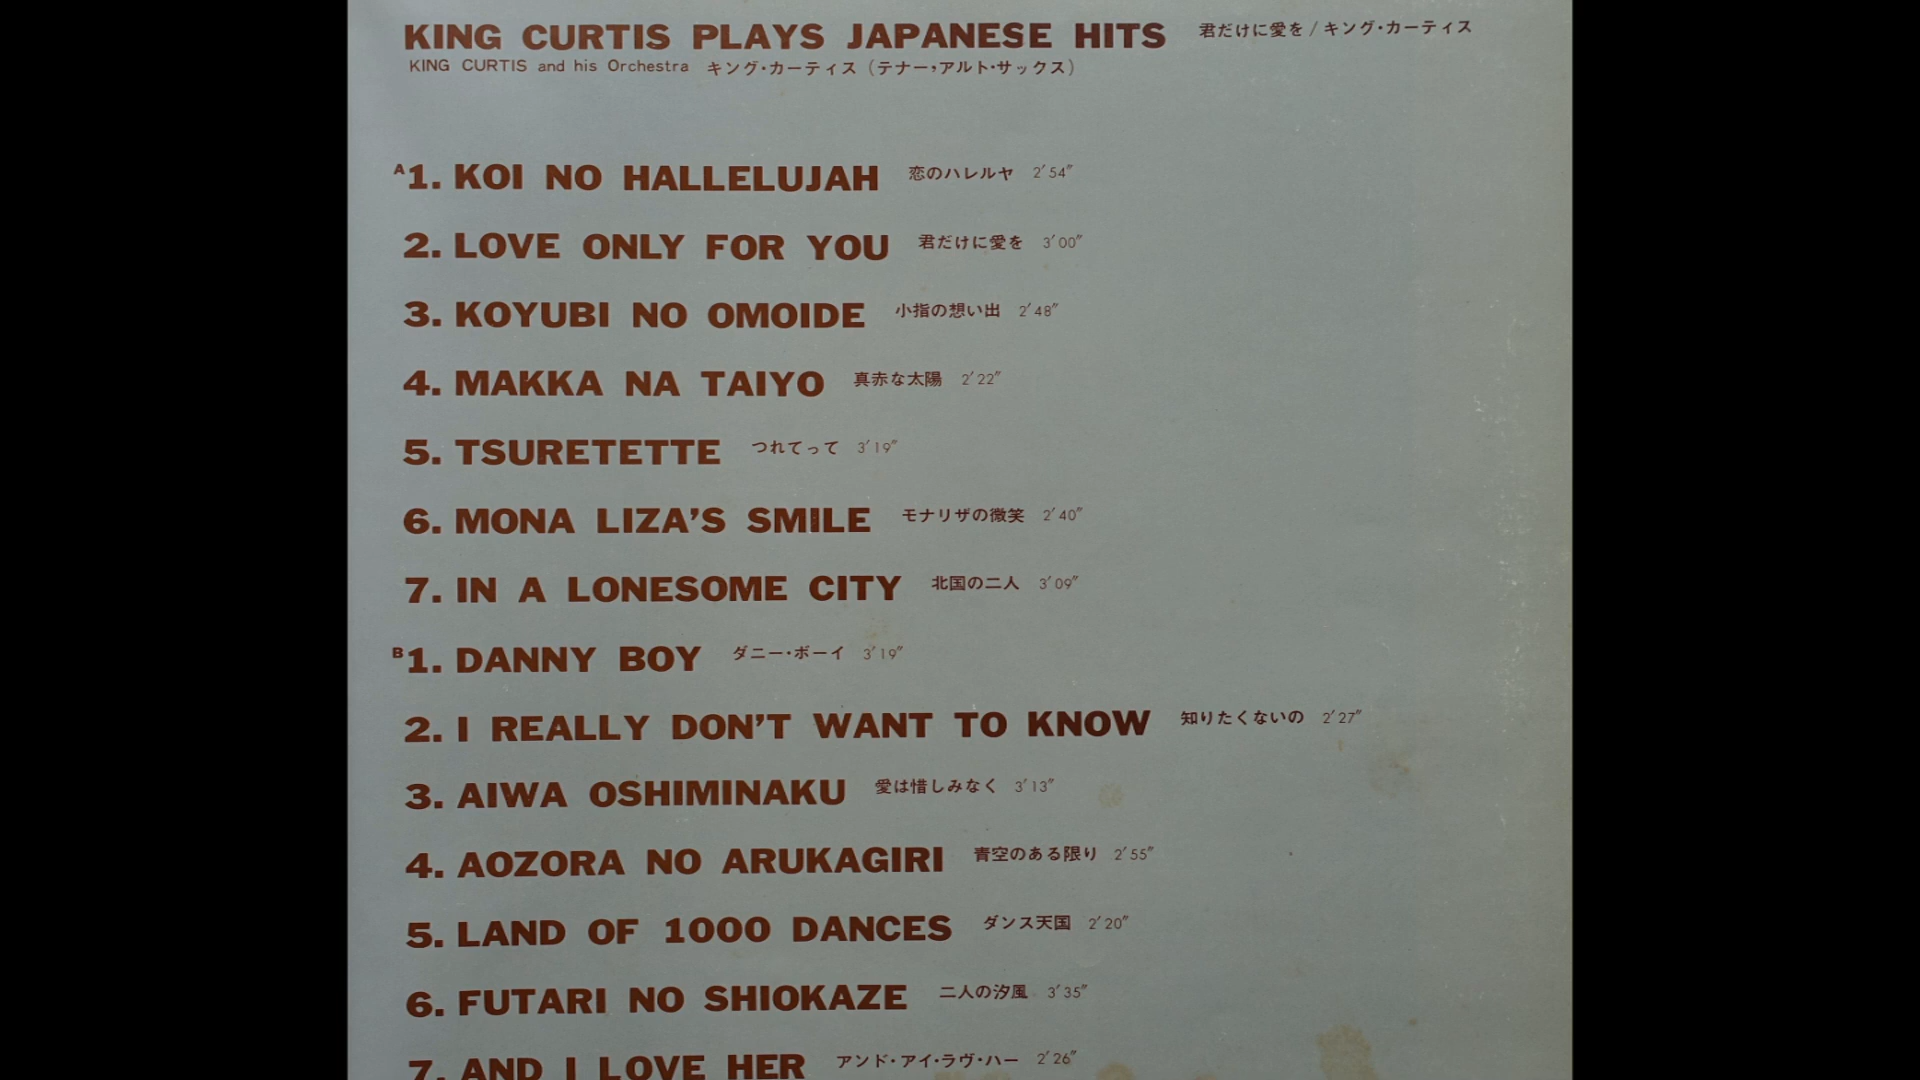 KING CURTIS PLAYS JAPANESE HITS 君だけに愛を/キング・カーティス
KING CURTIS and his Orchestra キング・カーティス (テナー,アルト・サックス)
A1. KOI NO HALLELUJAH 恋のハレルヤ 2′54″
2. LOVE ONLY FOR YOU 君だけに愛を 3′00″
3. KOYUBI NO OMOIDE 小指の想い出 2′48″
4. MAKKA NA TAIYO 真赤な太陽 2′22″
5. TSURETETTE つれてって 3′19″
6. MONA LIZA'S SMILE モナリザの微笑 2′40″
7. IN A LONESOME CITY 北国の二人 3′09″
B1. DANNY BOY ダニー・ボーイ 3′19″
2. I REALLY DON'T WANT TO KNOW 知りたくないの 2′27″
3. AIWA OSHIMINAKU 愛は惜しみなく 3′13″
4. AOZORA NO ARUKAGIRI 青空のある限り 2′55″
5. LAND OF 1000 DANCES ダンス天国 2′20″
6. FUTARI NO SHIOKAZE 二人の汐風 3′35″
7. AND I LOVE HER アンド・アイ・ラヴ・ハー 2′26″